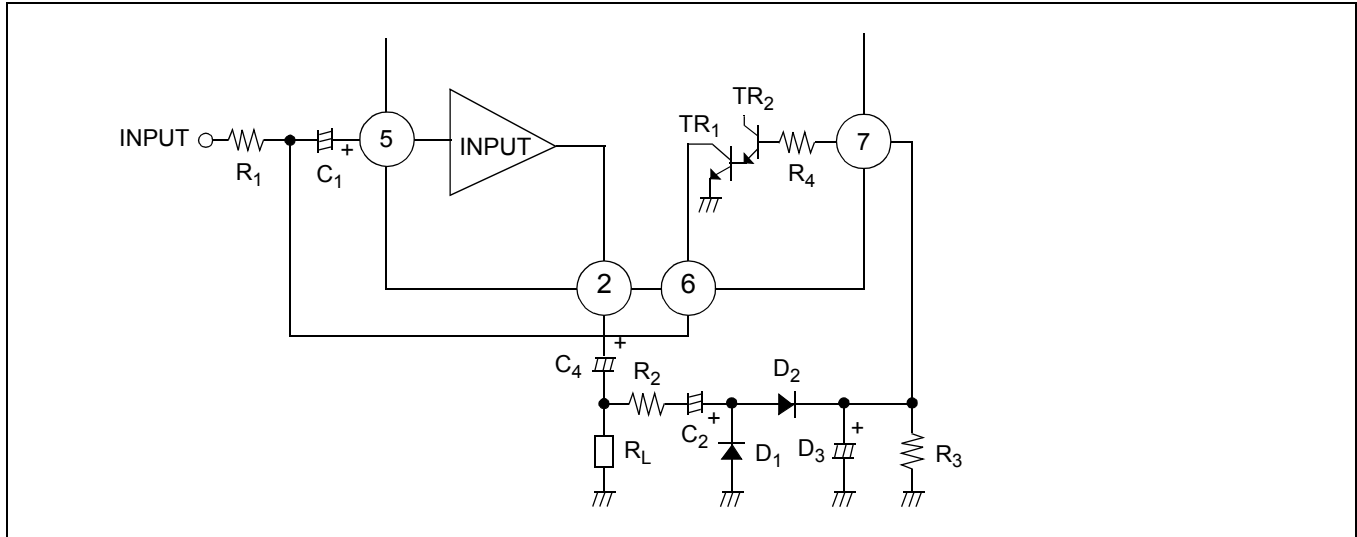 TR2
TR1
INPUT
R1
C1
+
5
INPUT
R4
7
2
6
+
C4
R2
D2
C2
+
D1
+
D3
R3
RL